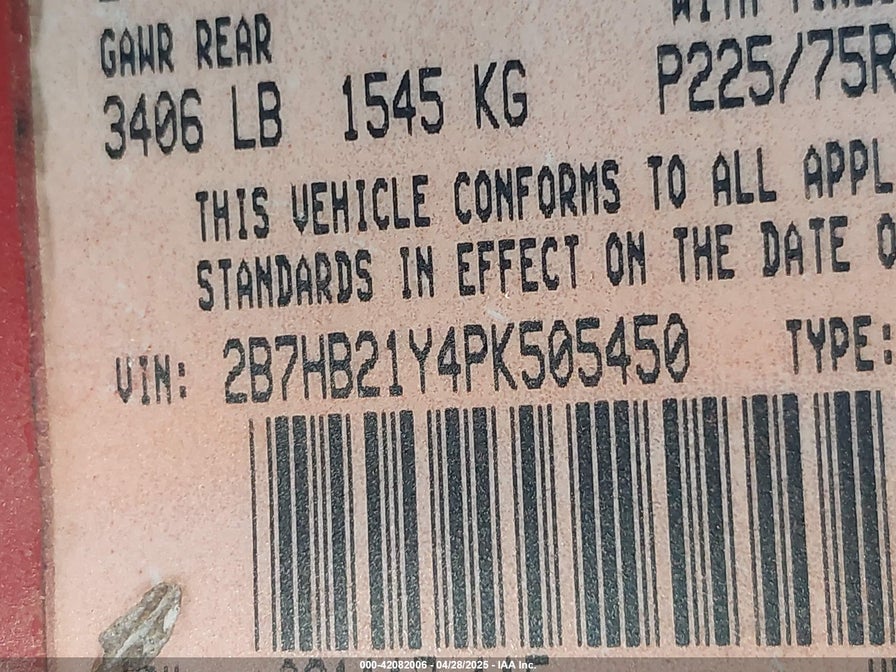 GAWR REAR
WITH
3406 LB 1545 KG P225/75R
THIS VEHICLE CONFORMS TO ALL APPL
STANDARDS IN EFFECT ON THE DATE O
VIN: 2B7HB21Y4PK505450 TYPE:
000-42082006 - 04/28/2025 - IAA Inc.